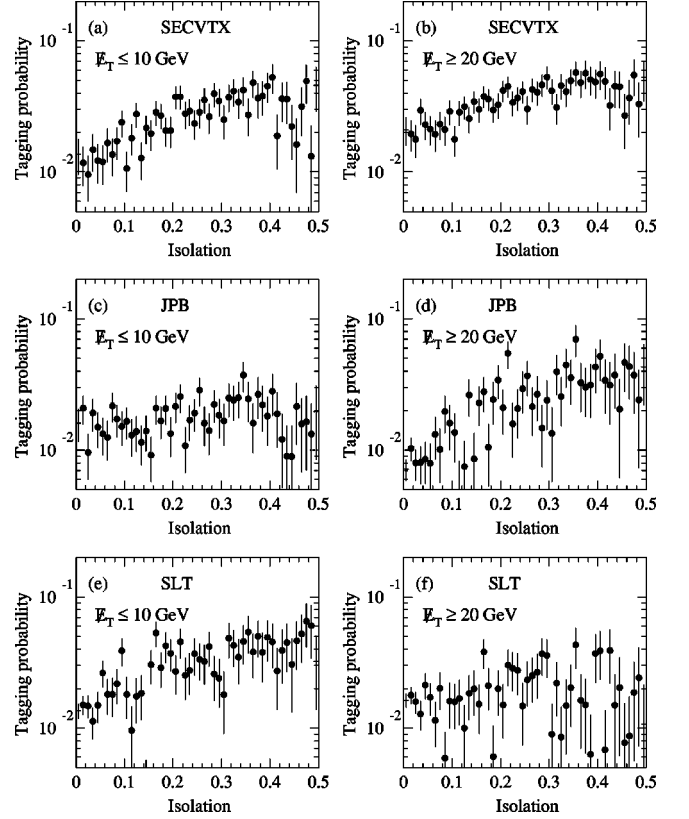 (a) SECVTX
E̸_T ≤ 10 GeV
10⁻¹
10⁻²
Tagging probability
0 0.1 0.2 0.3 0.4 0.5
Isolation
(b) SECVTX
E̸_T ≥ 20 GeV
10⁻¹
10⁻²
Tagging probability
0 0.1 0.2 0.3 0.4 0.5
Isolation
(c) JPB
E̸_T ≤ 10 GeV
10⁻¹
10⁻²
Tagging probability
0 0.1 0.2 0.3 0.4 0.5
Isolation
(d) JPB
E̸_T ≥ 20 GeV
10⁻¹
10⁻²
Tagging probability
0 0.1 0.2 0.3 0.4 0.5
Isolation
(e) SLT
E̸_T ≤ 10 GeV
10⁻¹
10⁻²
Tagging probability
0 0.1 0.2 0.3 0.4 0.5
Isolation
(f) SLT
E̸_T ≥ 20 GeV
10⁻¹
10⁻²
Tagging probability
0 0.1 0.2 0.3 0.4 0.5
Isolation